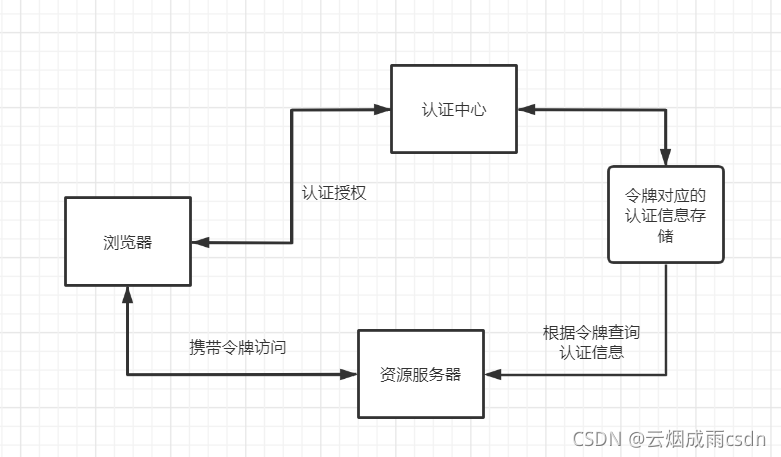 认证中心
认证授权
令牌对应的
认证信息存
储
浏览器
携带令牌访问
资源服务器
根据令牌查询
认证信息
CSDN @云烟成雨csdn